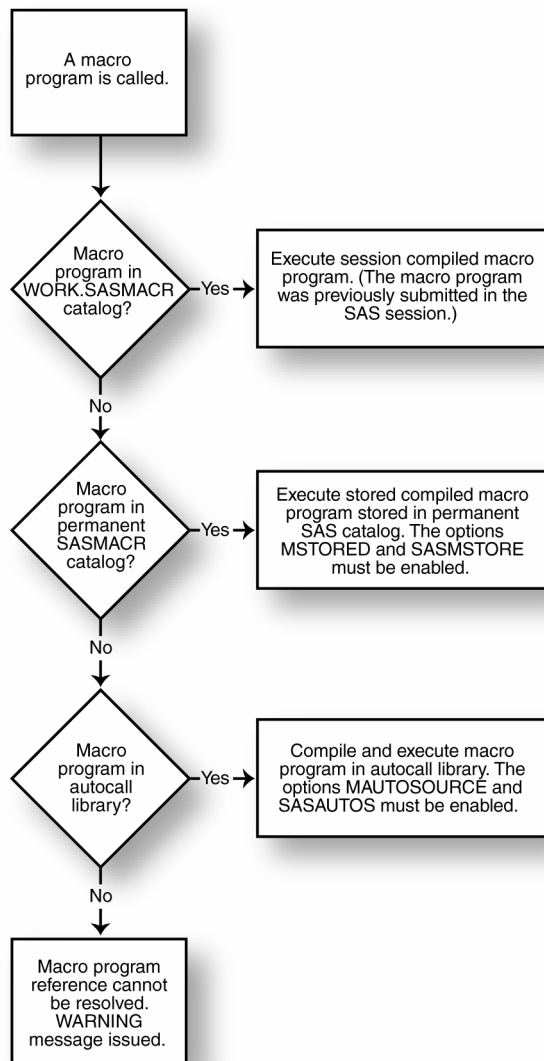 A macro
program is called.
Macro
program in
WORK.SASMACR
catalog?
Yes
Execute session compiled macro
program. (The macro program
was previously submitted in the
SAS session.)
No
Macro
program in
permanent
SASMACR
catalog?
Yes
Execute stored compiled macro
program stored in permanent
SAS catalog. The options
MSTORED and SASMSTORE
must be enabled.
No
Macro
program in
autocall
library?
Yes
Compile and execute macro
program in autocall library. The
options MAUTOSOURCE and
SASAUTOS must be enabled.
No
Macro program
reference cannot
be resolved.
WARNING
message issued.